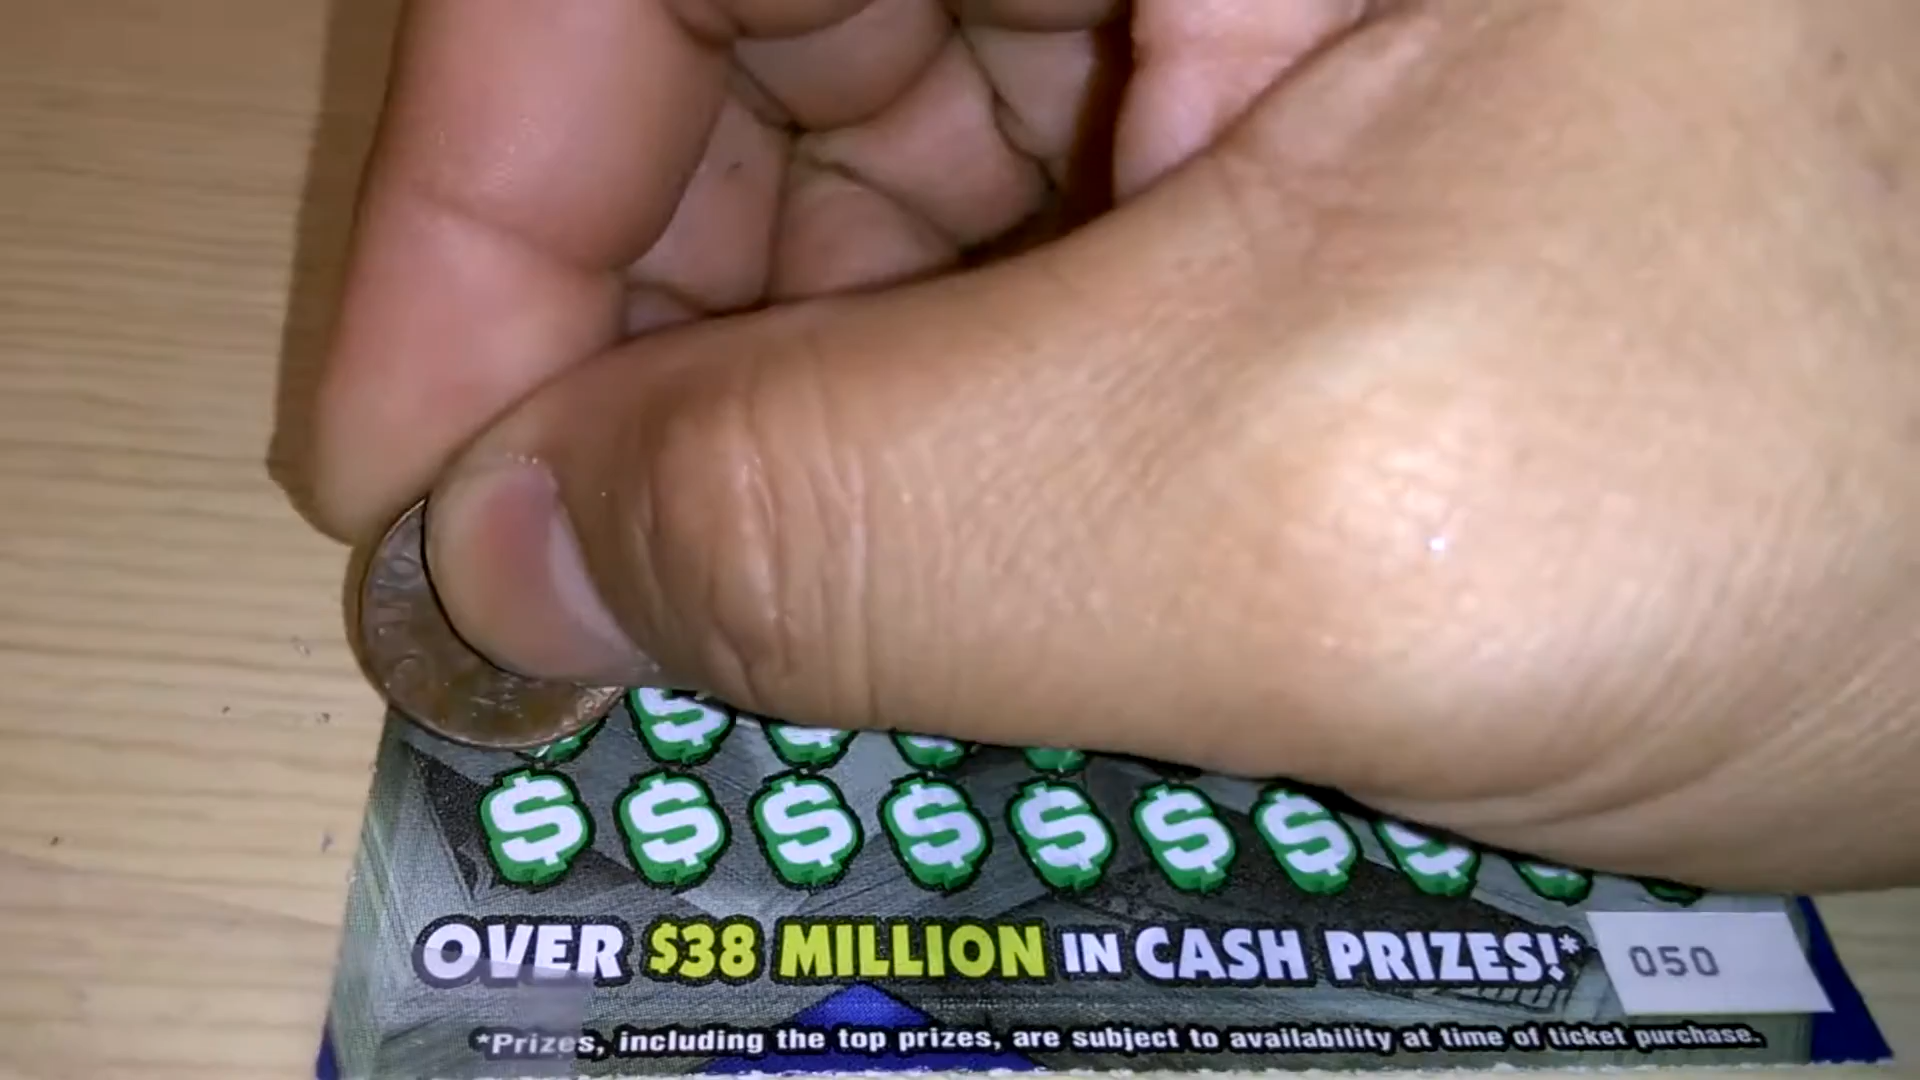 $ $ $ $ $
$ $ $ $ $ $ $ $ $ $
OVER $38 MILLION IN CASH PRIZES!*
050
*Prizes, including the top prizes, are subject to availability at time of ticket purchase.